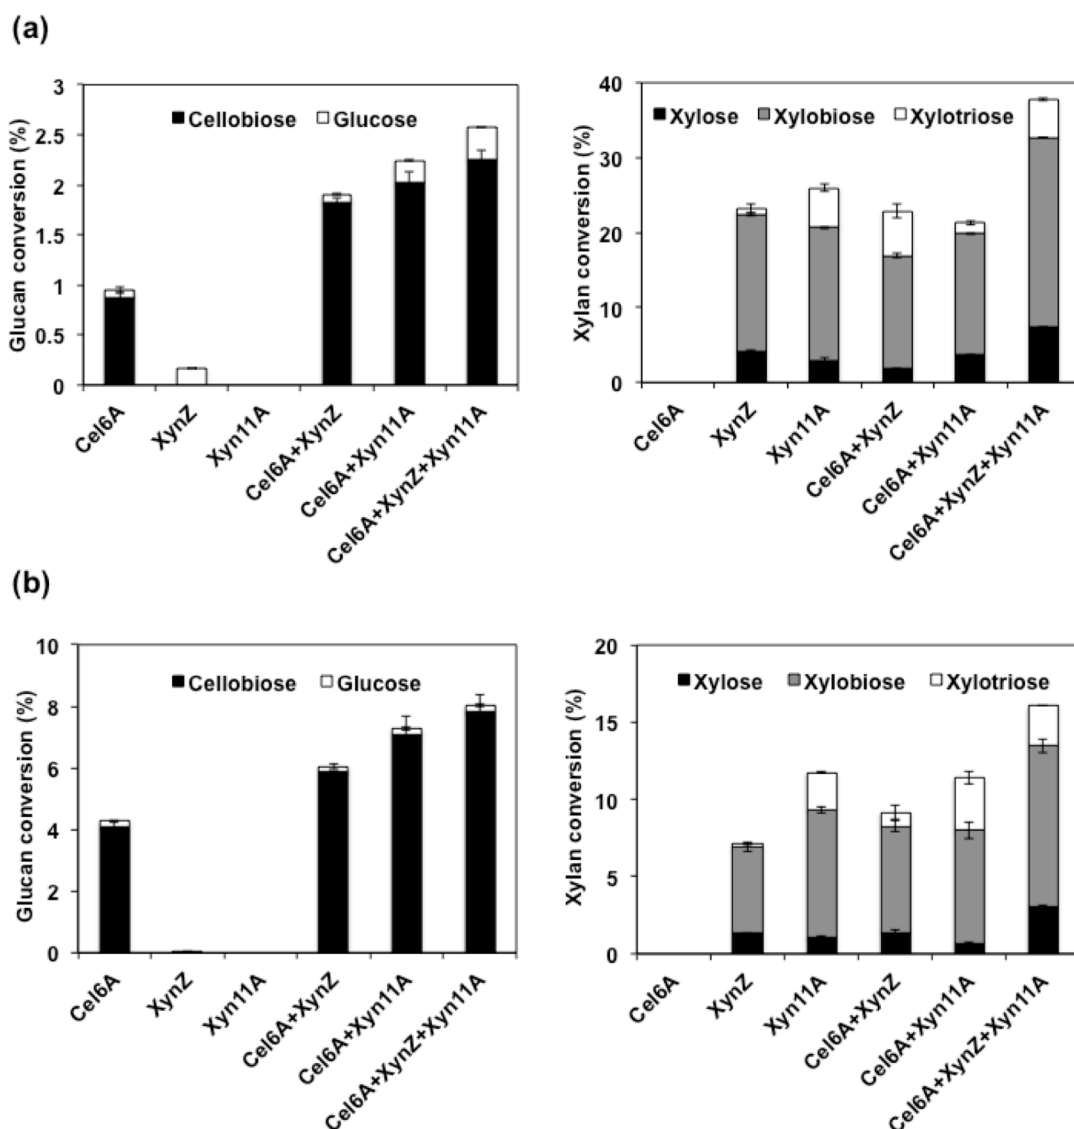 (a)
Glucan conversion (%)
3
2.5
2
1.5
1
0.5
0
Cellobiose Glucose
Cel6A
XynZ
Xyn11A
Cel6A+XynZ
Cel6A+Xyn11A
Cel6A+XynZ+Xyn11A
Xylan conversion (%)
40
30
20
10
0
Xylose Xylobiose Xylotriose
Cel6A
XynZ
Xyn11A
Cel6A+XynZ
Cel6A+Xyn11A
Cel6A+XynZ+Xyn11A
(b)
Glucan conversion (%)
10
8
6
4
2
0
Cellobiose Glucose
Cel6A
XynZ
Xyn11A
Cel6A+XynZ
Cel6A+Xyn11A
Cel6A+XynZ+Xyn11A
Xylan conversion (%)
20
15
10
5
0
Xylose Xylobiose Xylotriose
Cel6A
XynZ
Xyn11A
Cel6A+XynZ
Cel6A+Xyn11A
Cel6A+XynZ+Xyn11A